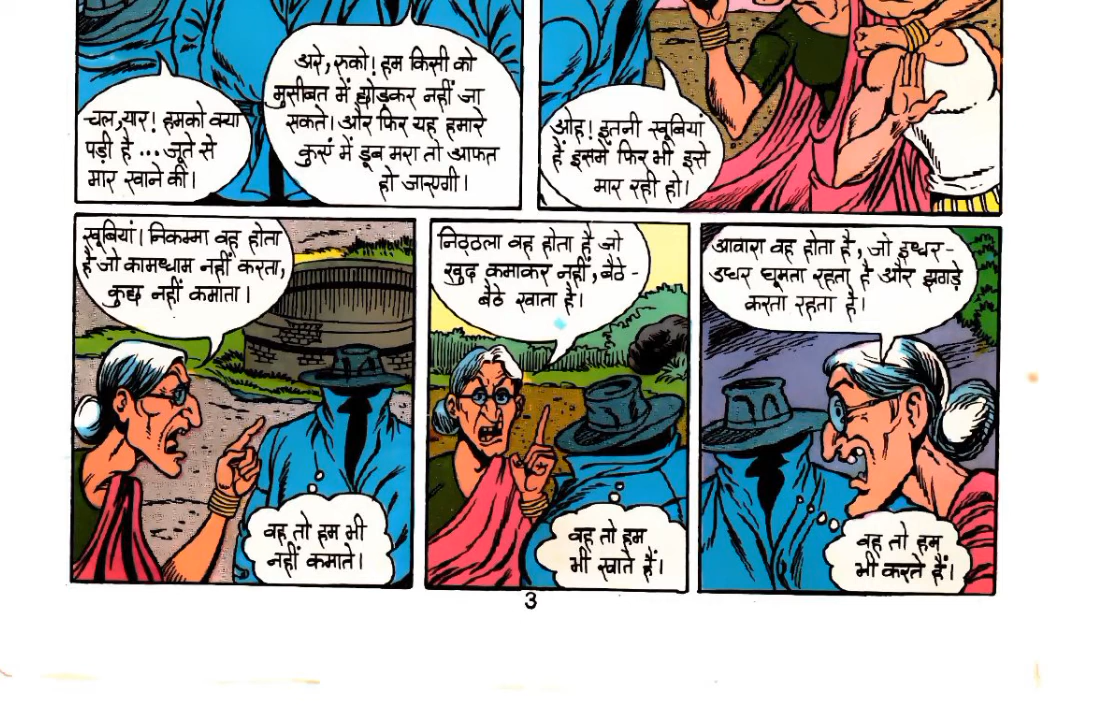 चल, यार! हमको क्या
पड़ी है ... जूते से
मार खाने की।
अरे, रुको! हम किसी को
मुसीबत में छोड़कर नहीं जा
सकते। और फिर यह हमारे
कुएं में डूब मरा तो आफत
हो जाएगी।
ओह! इतनी खूबियां
हैं इसमें फिर भी इसे
मार रही हो।
खूबियां। निकम्मा वह होता
है जो कामधाम नहीं करता,
कुछ नहीं कमाता।
वह तो हम भी
नहीं कमाते।
निठठला वह होता है जो
खुद कमाकर नहीं, बैठे-
बैठे खाता है।
वह तो हम
भी खाते हैं।
आवारा वह होता है, जो इधर-
उधर घूमता रहता है और झगड़े
करता रहता है।
वह तो हम
भी करते हैं।
3